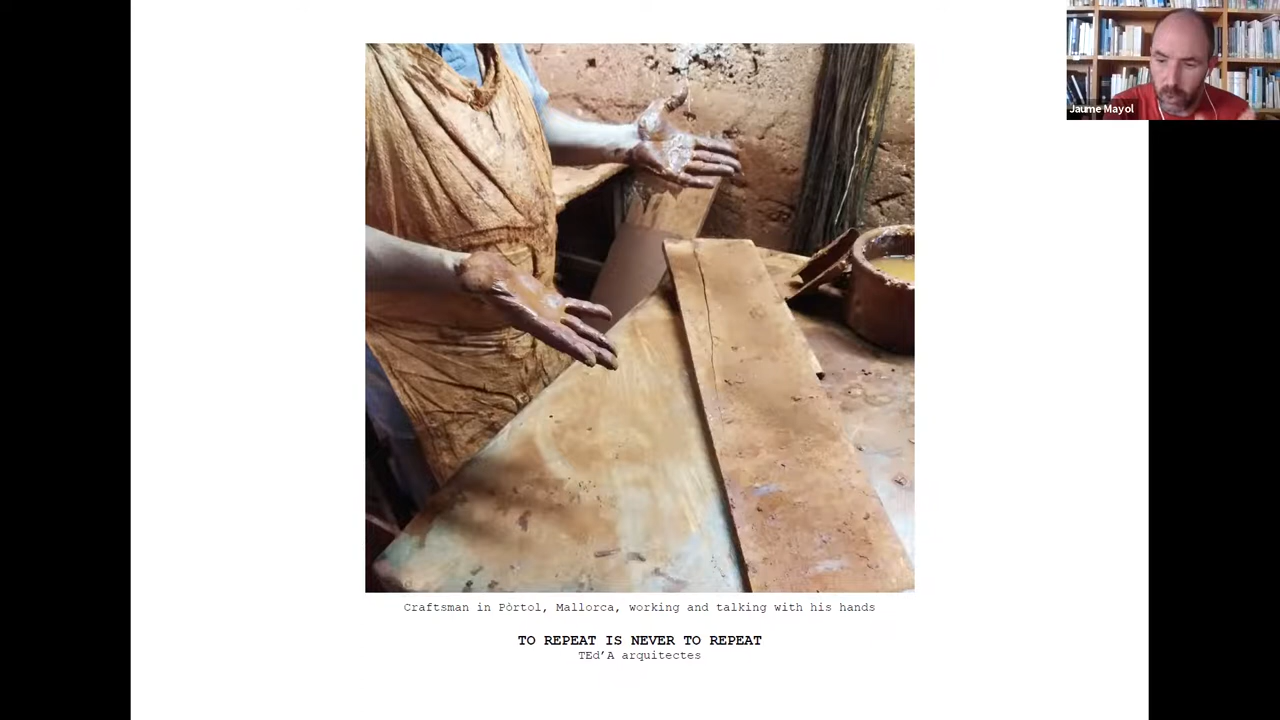 Jaume Mayol
Craftsman in Pòrtol, Mallorca, working and talking with his hands
TO REPEAT IS NEVER TO REPEAT
TEd’A arquitectes